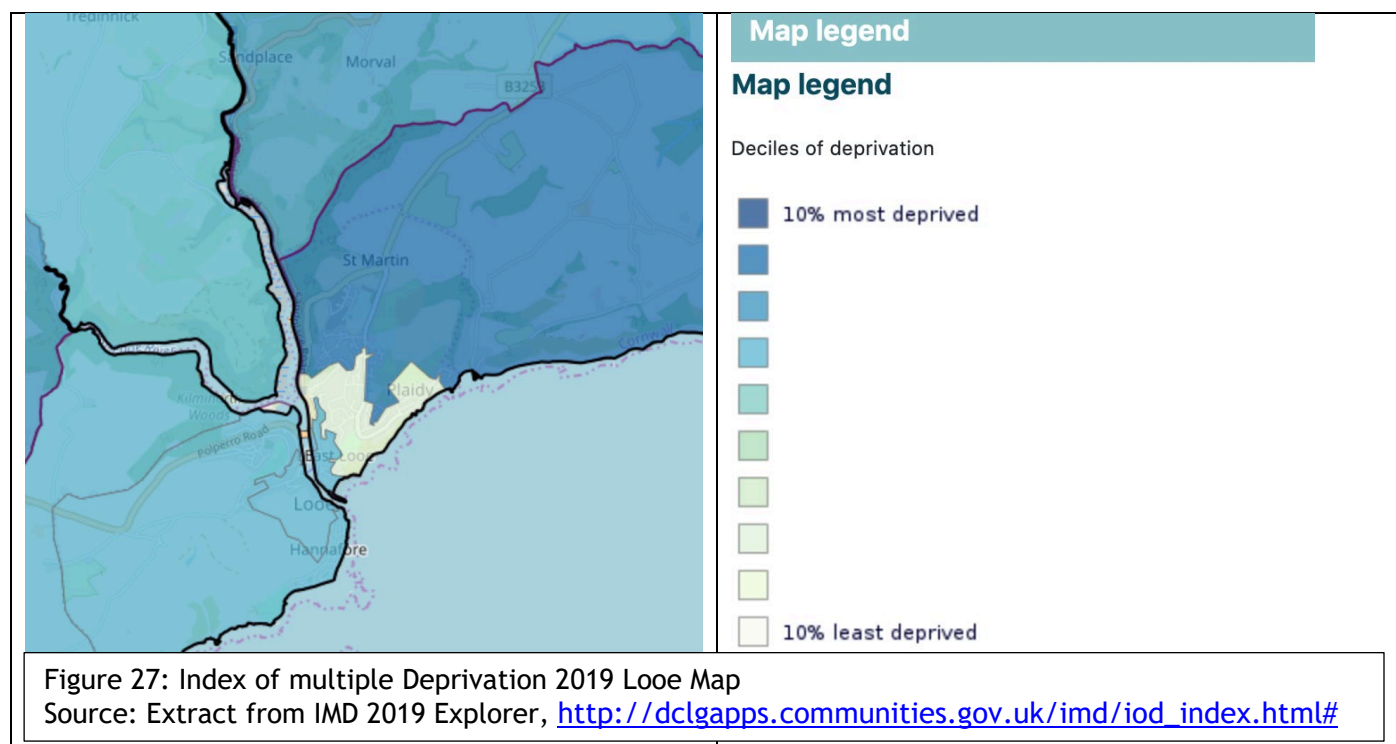 Tredinnick
Sandplace
Morval
B3253
St Martin
Cornwall
Plaidy
Kilminorth
Woods
Polperro Road
East Looe
Looe
Hannafore
Map legend
Map legend
Deciles of deprivation
10% most deprived
10% least deprived
Figure 27: Index of multiple Deprivation 2019 Looe Map
Source: Extract from IMD 2019 Explorer, http://dclgapps.communities.gov.uk/imd/iod_index.html#